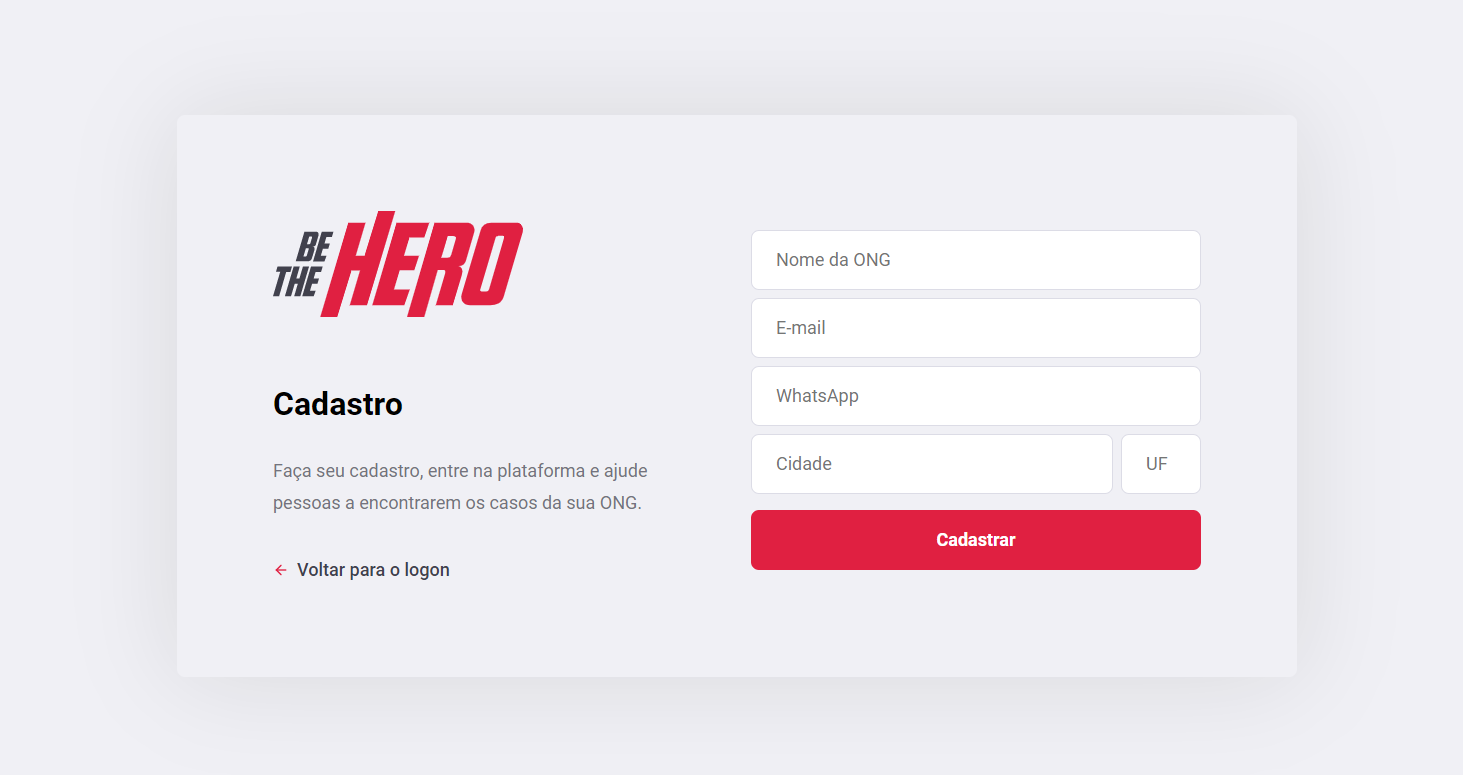 BE
THE
HERO
Cadastro
Faça seu cadastro, entre na plataforma e ajude
pessoas a encontrarem os casos da sua ONG.
← Voltar para o logon
Nome da ONG
E-mail
WhatsApp
Cidade
UF
Cadastrar